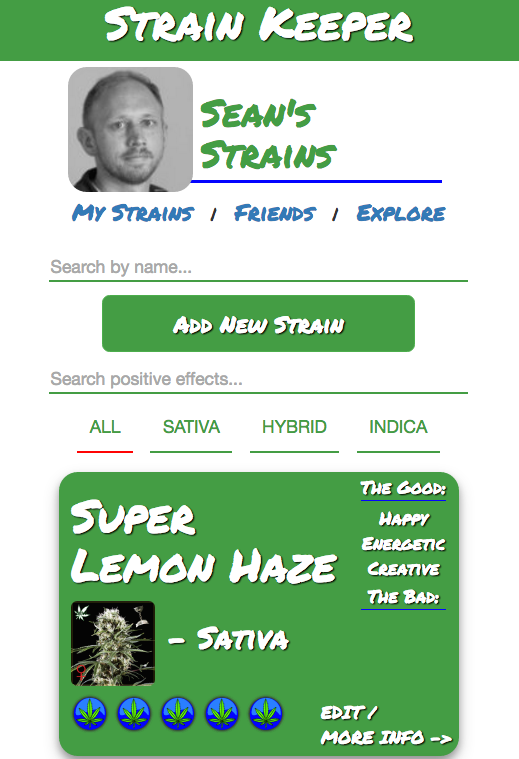 Strain Keeper
Sean's
Strains
My Strains / Friends / Explore
Search by name...
Add New Strain
Search positive effects...
ALL SATIVA HYBRID INDICA
Super
Lemon Haze
- Sativa
The Good:
Happy
Energetic
Creative
The Bad:
EDIT /
MORE INFO ->